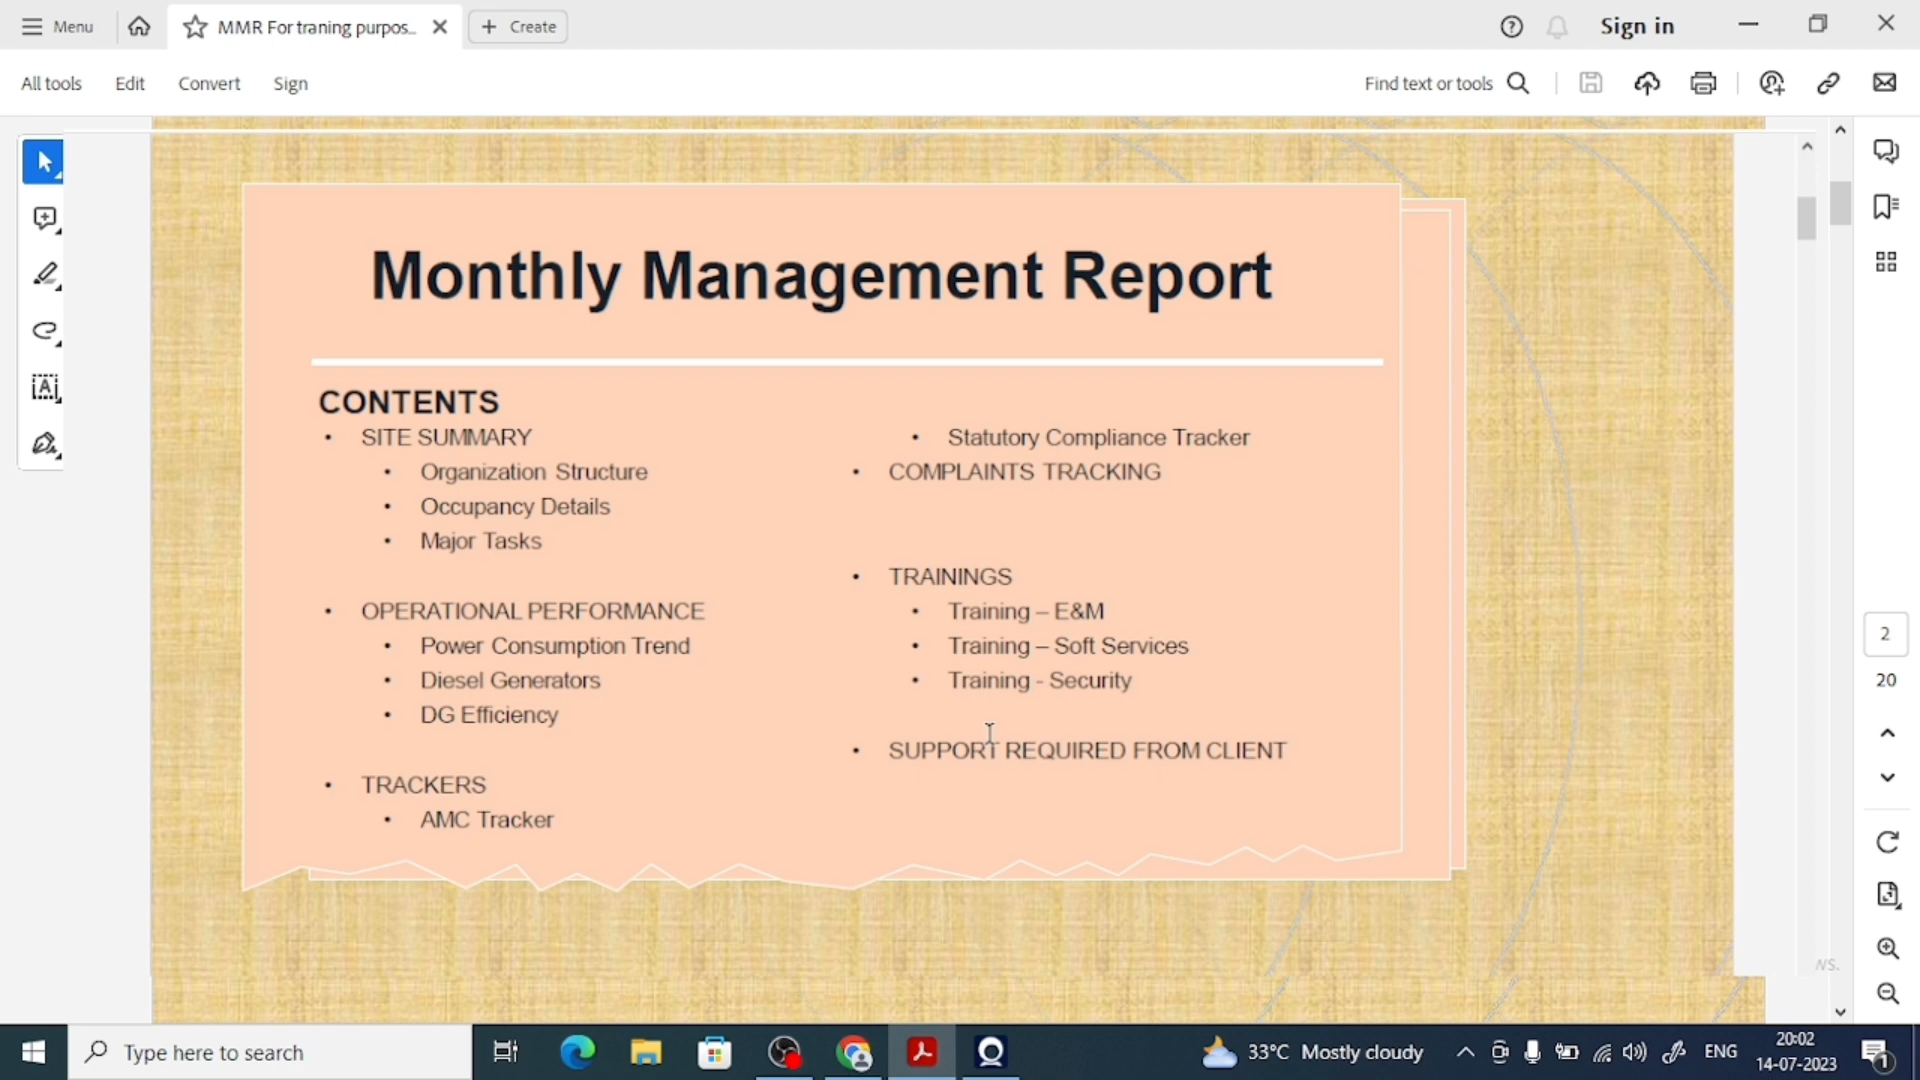 Menu
MMR For traning purpos...
Create
Sign in
All tools
Edit
Convert
Sign
Find text or tools
Monthly Management Report
CONTENTS
• SITE SUMMARY
• Organization Structure
• Occupancy Details
• Major Tasks
• OPERATIONAL PERFORMANCE
• Power Consumption Trend
• Diesel Generators
• DG Efficiency
• TRACKERS
• AMC Tracker
• Statutory Compliance Tracker
• COMPLAINTS TRACKING
• TRAININGS
• Training – E&M
• Training – Soft Services
• Training - Security
• SUPPORT REQUIRED FROM CLIENT
2
20
ws.
Type here to search
33°C Mostly cloudy
ENG
20:02
14-07-2023
1